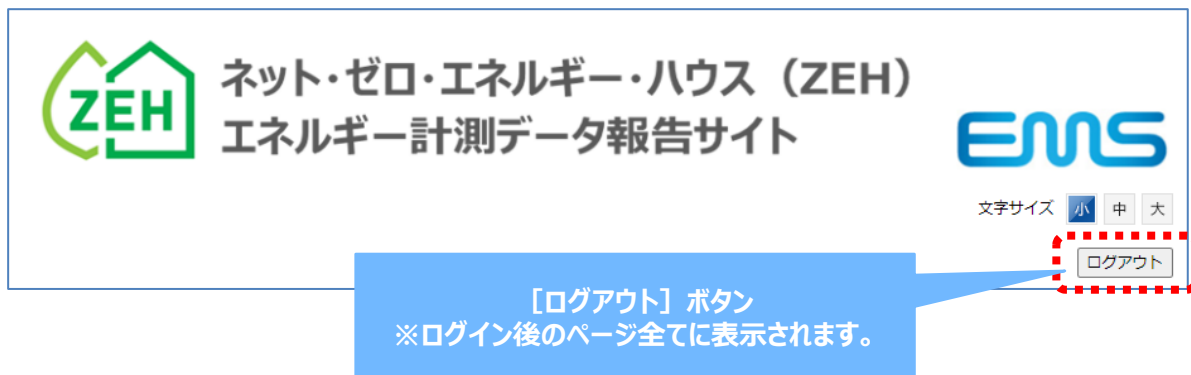 ZEH
ネット・ゼロ・エネルギー・ハウス（ZEH）
エネルギー計測データ報告サイト
EMS
文字サイズ 小 中 大
ログアウト
［ログアウト］ボタン
※ログイン後のページ全てに表示されます。